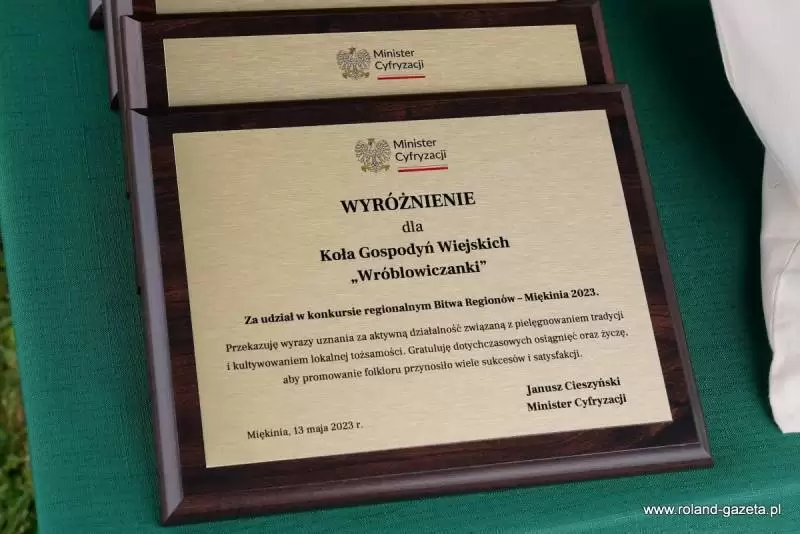 Minister
Cyfryzacji
Minister
Cyfryzacji
WYRÓŻNIENIE
dla
Koła Gospodyń Wiejskich
„Wróblowiczanki”
Za udział w konkursie regionalnym Bitwa Regionów – Miękinia 2023.
Przekazuję wyrazy uznania za aktywną działalność związaną z pielęgnowaniem tradycji
i kultywowaniem lokalnej tożsamości. Gratuluję dotychczasowych osiągnięć oraz życzę,
aby promowanie folkloru przynosiło wiele sukcesów i satysfakcji.
Janusz Cieszyński
Minister Cyfryzacji
Miękinia, 13 maja 2023 r.
www.roland-gazeta.pl